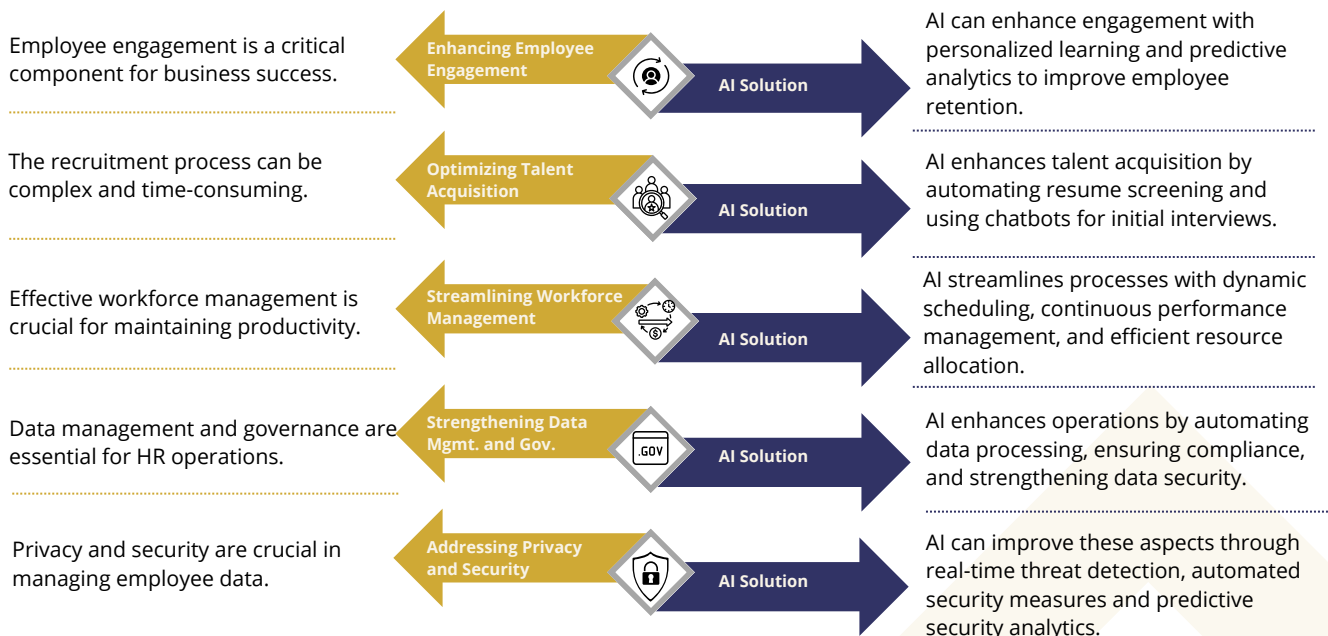 Employee engagement is a critical
component for business success.
Enhancing Employee
Engagement
AI Solution
AI can enhance engagement with
personalized learning and predictive
analytics to improve employee
retention.
The recruitment process can be
complex and time-consuming.
Optimizing Talent
Acquisition
AI Solution
AI enhances talent acquisition by
automating resume screening and
using chatbots for initial interviews.
Effective workforce management is
crucial for maintaining productivity.
Streamlining Workforce
Management
AI Solution
AI streamlines processes with dynamic
scheduling, continuous performance
management, and efficient resource
allocation.
Data management and governance are
essential for HR operations.
Strengthening Data
Mgmt. and Gov.
.GOV
AI Solution
AI enhances operations by automating
data processing, ensuring compliance,
and strengthening data security.
Privacy and security are crucial in
managing employee data.
Addressing Privacy
and Security
AI Solution
AI can improve these aspects through
real-time threat detection, automated
security measures and predictive
security analytics.